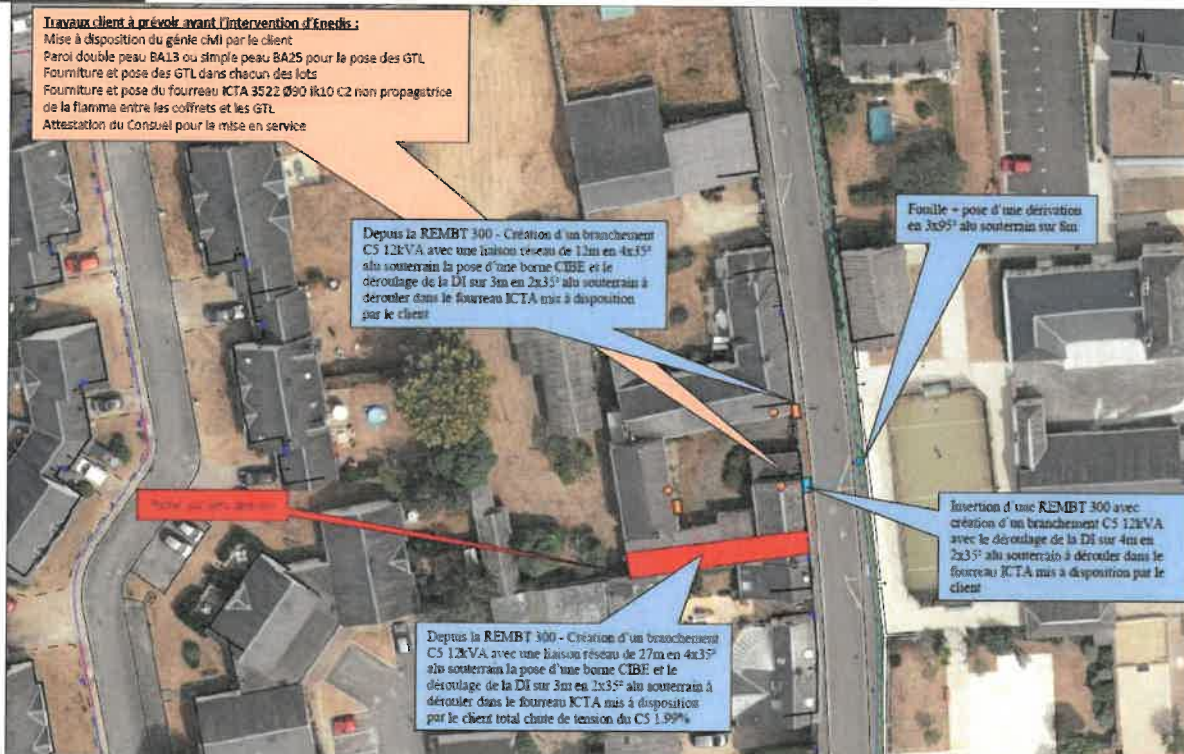 Travaux client à prévoir avant l'intervention d'Enedis :
Mise à disposition du génie civil par le client
Paroi double peau BA13 ou simple peau BA25 pour la pose des GTL
Fourniture et pose des GTL dans chacun des lots
Fourniture et pose du fourreau ICTA 3522 Ø90 ik10 C2 non propagatrice
de la flamme entre les coffrets et les GTL
Attestation du Consuel pour la mise en service
Depuis la REMBT 300 - Création d'un branchement
C5 12kVA avec une liaison réseau de 12m en 4x35²
alu souterrain la pose d'une borne CIBE et le
déroulage de la DI sur 3m en 2x35² alu souterrain à
dérouler dans le fourreau ICTA mis à disposition
par le client
Fouille + pose d'une dérivation
en 3x95² alu souterrain sur 8m
Insertion d'une REMBT 300 avec
création d'un branchement C5 12kVA
avec le déroulage de la DI sur 4m en
2x35² alu souterrain à dérouler dans le
fourreau ICTA mis à disposition par le
client
Depuis la REMBT 300 - Création d'un branchement
C5 12kVA avec une liaison réseau de 27m en 4x35²
alu souterrain la pose d'une borne CIBE et le
déroulage de la DI sur 3m en 2x35² alu souterrain à
dérouler dans le fourreau ICTA mis à disposition
par le client total chute de tension du C5 1.99%